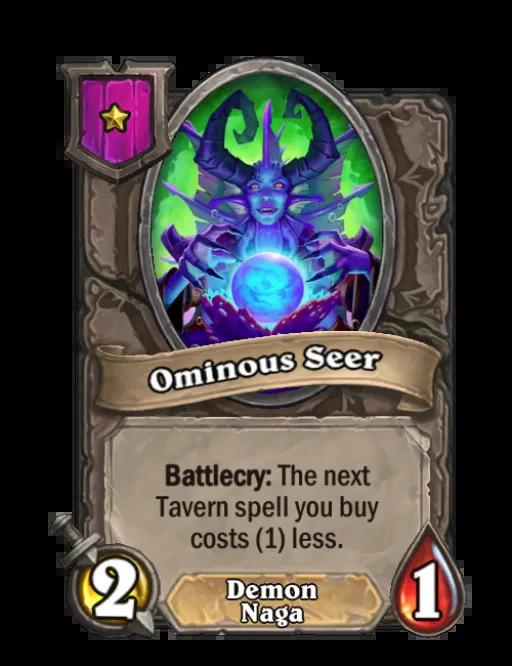 Ominous Seer
Battlecry: The next
Tavern spell you buy
costs (1) less.
2
Demon
Naga
1